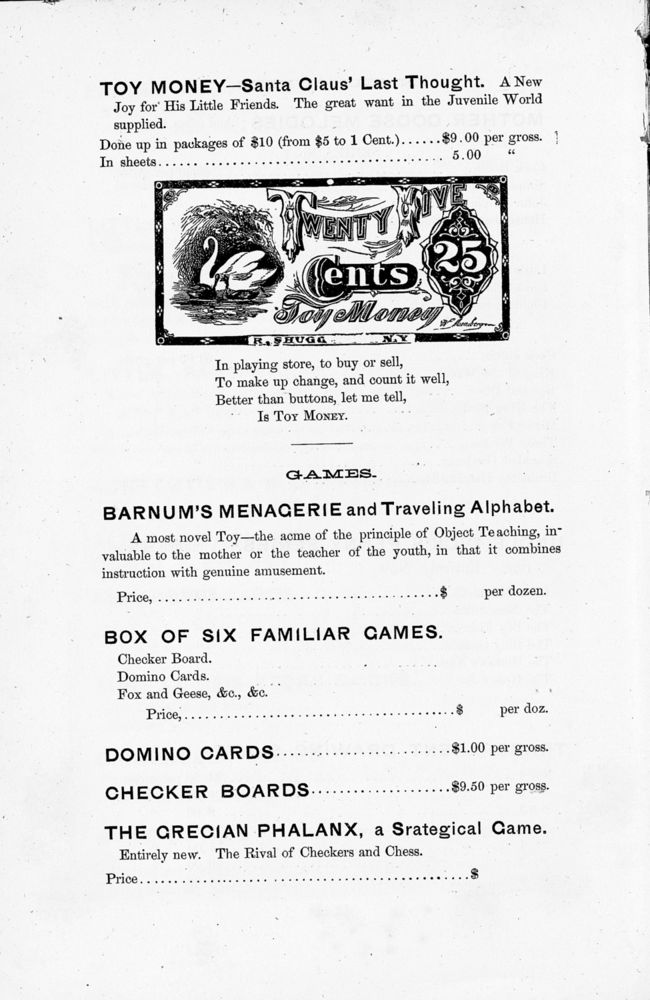 TOY MONEY—Santa Claus' Last Thought. A New
Joy for His Little Friends. The great want in the Juvenile World
supplied.
Done up in packages of $10 (from $5 to 1 Cent.)......$9.00 per gross.
In sheets...... .................................... 5.00 “
TWENTY FIVE
Cents
25
Toy Money
R. SHUGG N.Y
In playing store, to buy or sell,
To make up change, and count it well,
Better than buttons, let me tell,
Is Toy Money.
GAMES.
BARNUM'S MENAGERIE and Traveling Alphabet.
A most novel Toy—the acme of the principle of Object Teaching, in-
valuable to the mother or the teacher of the youth, in that it combines
instruction with genuine amusement.
Price, ........................................$ per dozen.
BOX OF SIX FAMILIAR GAMES.
Checker Board.
Domino Cards.
Fox and Geese, &c., &c.
Price,.......................................$ per doz.
DOMINO CARDS.........................$1.00 per gross.
CHECKER BOARDS....................$9.50 per gross.
THE GRECIAN PHALANX, a Srategical Game.
Entirely new. The Rival of Checkers and Chess.
Price................................................$